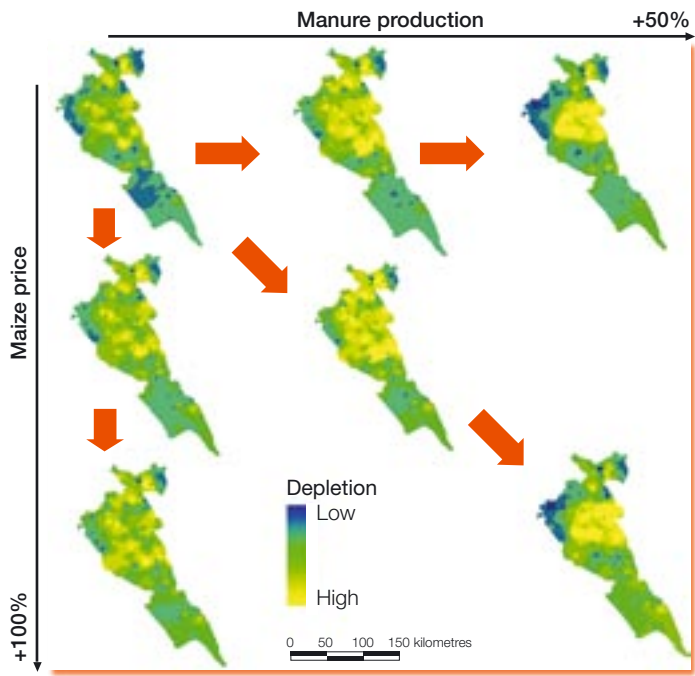 Manure production
+50%
Maize price
+100%
Depletion
Low
High
0 50 100 150 kilometres